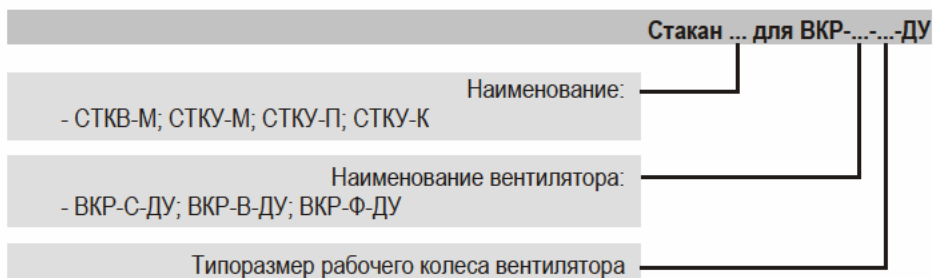 Стакан ... для ВКР-...-...-ДУ
Наименование:
- СТКВ-М; СТКУ-М; СТКУ-П; СТКУ-К
Наименование вентилятора:
- ВКР-С-ДУ; ВКР-В-ДУ; ВКР-Ф-ДУ
Типоразмер рабочего колеса вентилятора